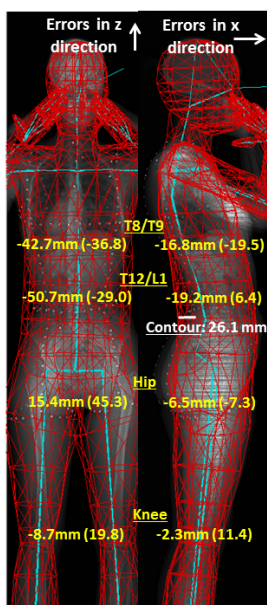 Errors in z direction
Errors in x direction
T8/T9
-42.7mm (-36.8) -16.8mm (-19.5)
T12/L1
-50.7mm (-29.0) -19.2mm (6.4)
Contour: 26.1 mm
Hip
15.4mm (45.3) -6.5mm (-7.3)
Knee
-8.7mm (19.8) -2.3mm (11.4)